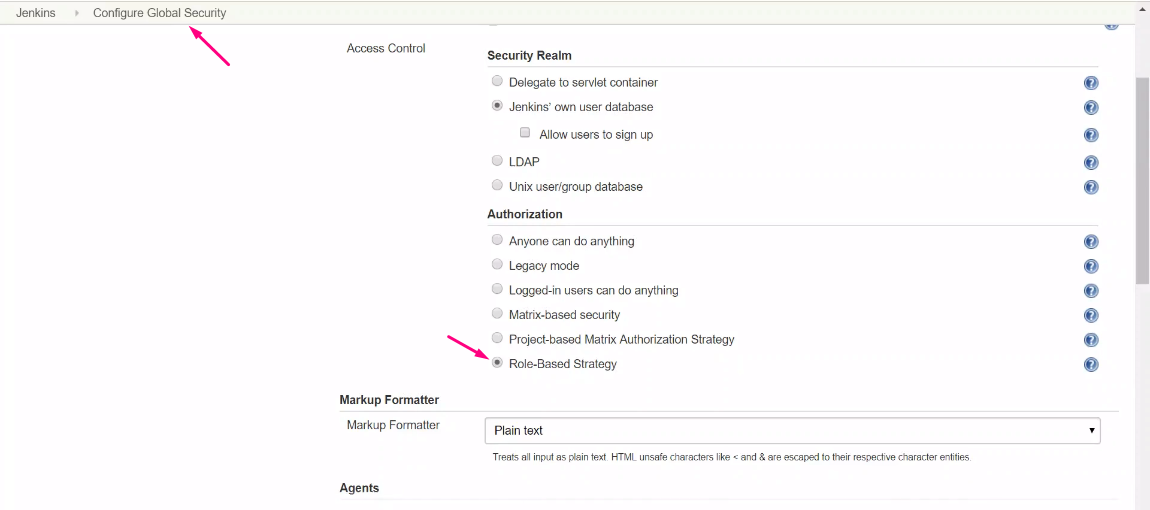 Jenkins Configure Global Security
Access Control
Security Realm
Delegate to servlet container
Jenkins' own user database
Allow users to sign up
LDAP
Unix user/group database
Authorization
Anyone can do anything
Legacy mode
Logged-in users can do anything
Matrix-based security
Project-based Matrix Authorization Strategy
Role-Based Strategy
Markup Formatter
Markup Formatter
Plain text
Treats all input as plain text. HTML unsafe characters like < and & are escaped to their respective character entities.
Agents